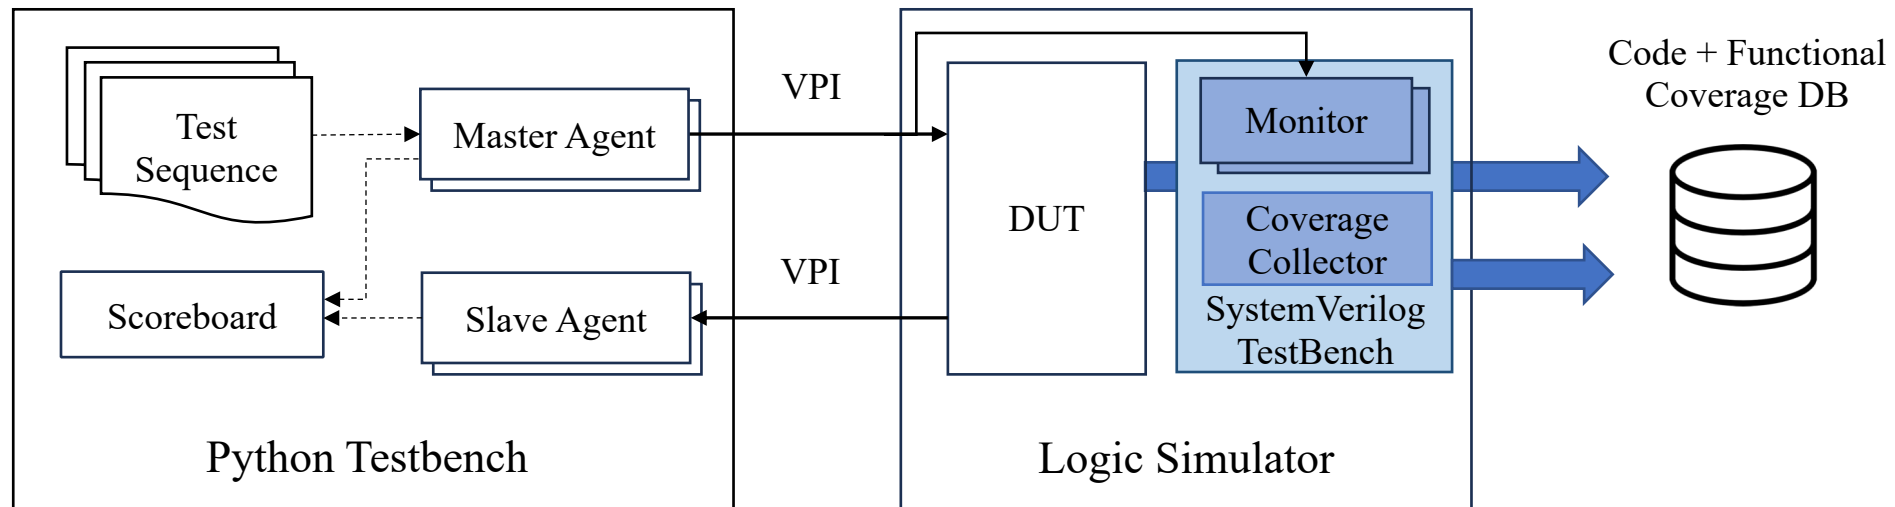 Test
Sequence
Master Agent
Scoreboard
Slave Agent
Python Testbench
VPI
VPI
DUT
Monitor
Coverage
Collector
SystemVerilog
TestBench
Logic Simulator
Code + Functional
Coverage DB